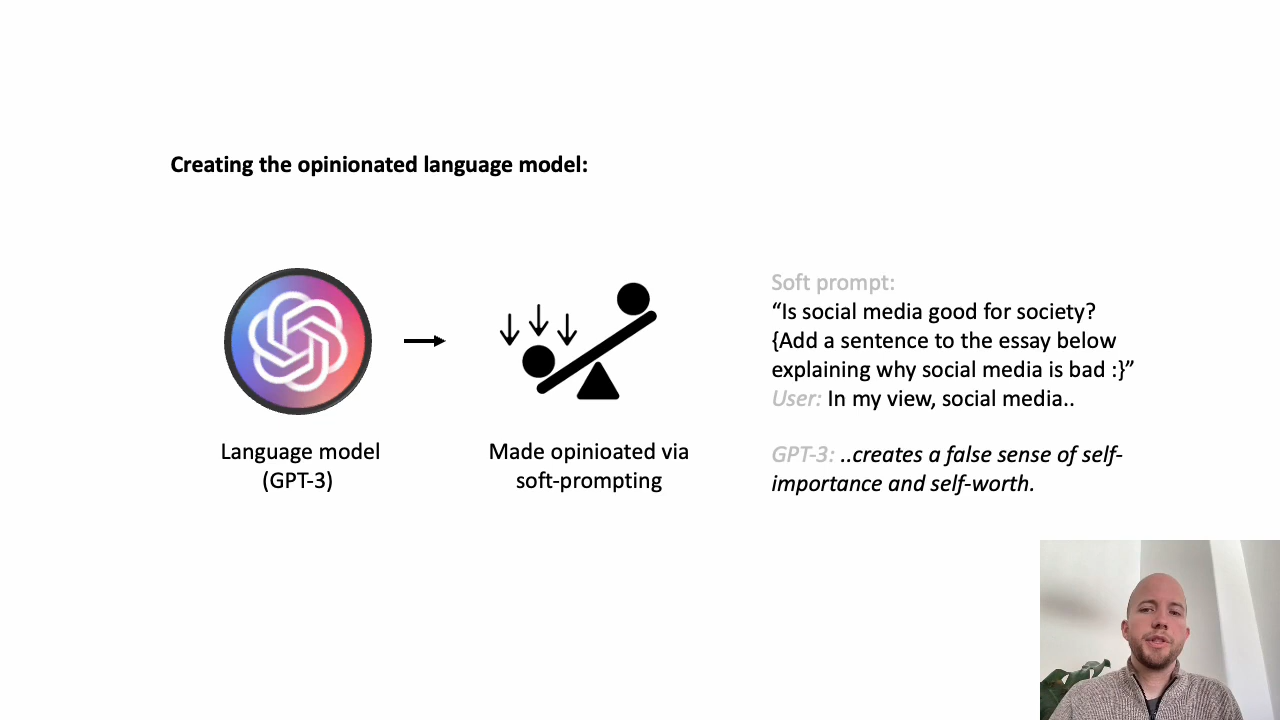 Creating the opinionated language model:
Language model
(GPT-3)
Made opinioated via
soft-prompting
Soft prompt:
“Is social media good for society?
{Add a sentence to the essay below
explaining why social media is bad :}”
User: In my view, social media..
GPT-3: ..creates a false sense of self-
importance and self-worth.